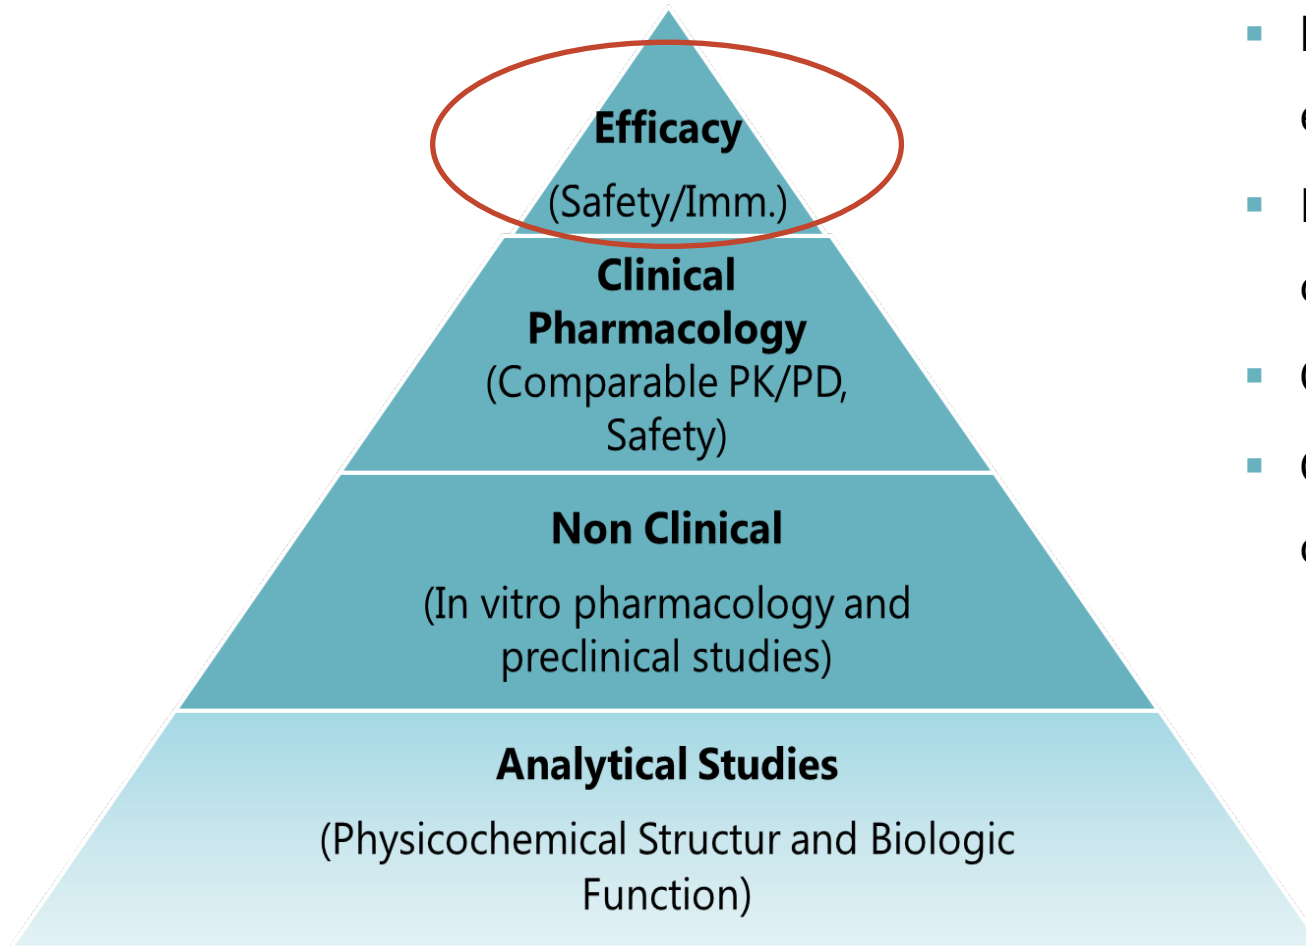 Efficacy
(Safety/Imm.)
Clinical
Pharmacology
(Comparable PK/PD,
Safety)
Non Clinical
(In vitro pharmacology and
preclinical studies)
Analytical Studies
(Physicochemical Structur and Biologic
Function)